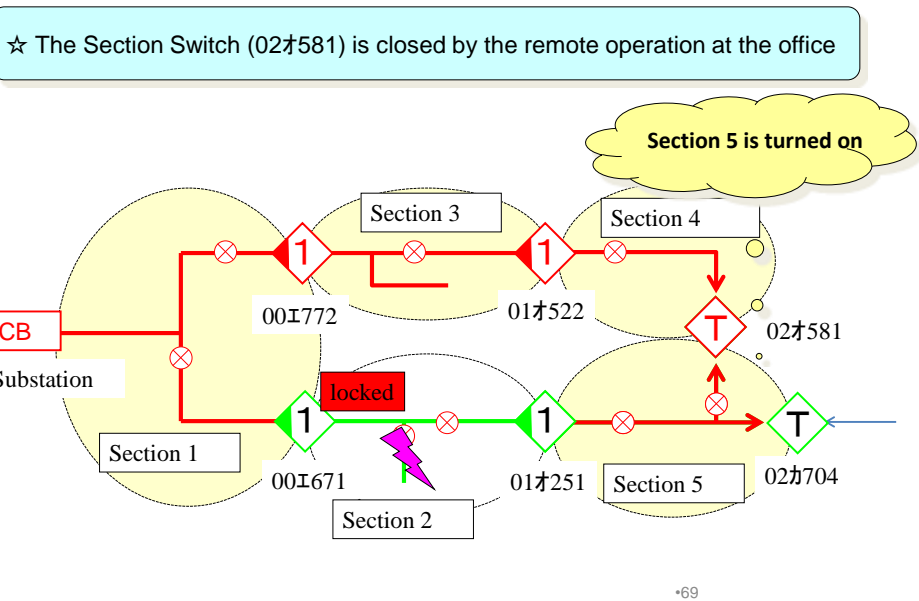 ☆ The Section Switch (02ｵ581) is closed by the remote operation at the office
Section 5 is turned on
Section 3
Section 4
1
1
00ｴ772
01ｵ522
T
02ｵ581
CB
Substation
locked
1
1
T
Section 1
00ｴ671
01ｵ251
Section 5
02ｶ704
Section 2
•69